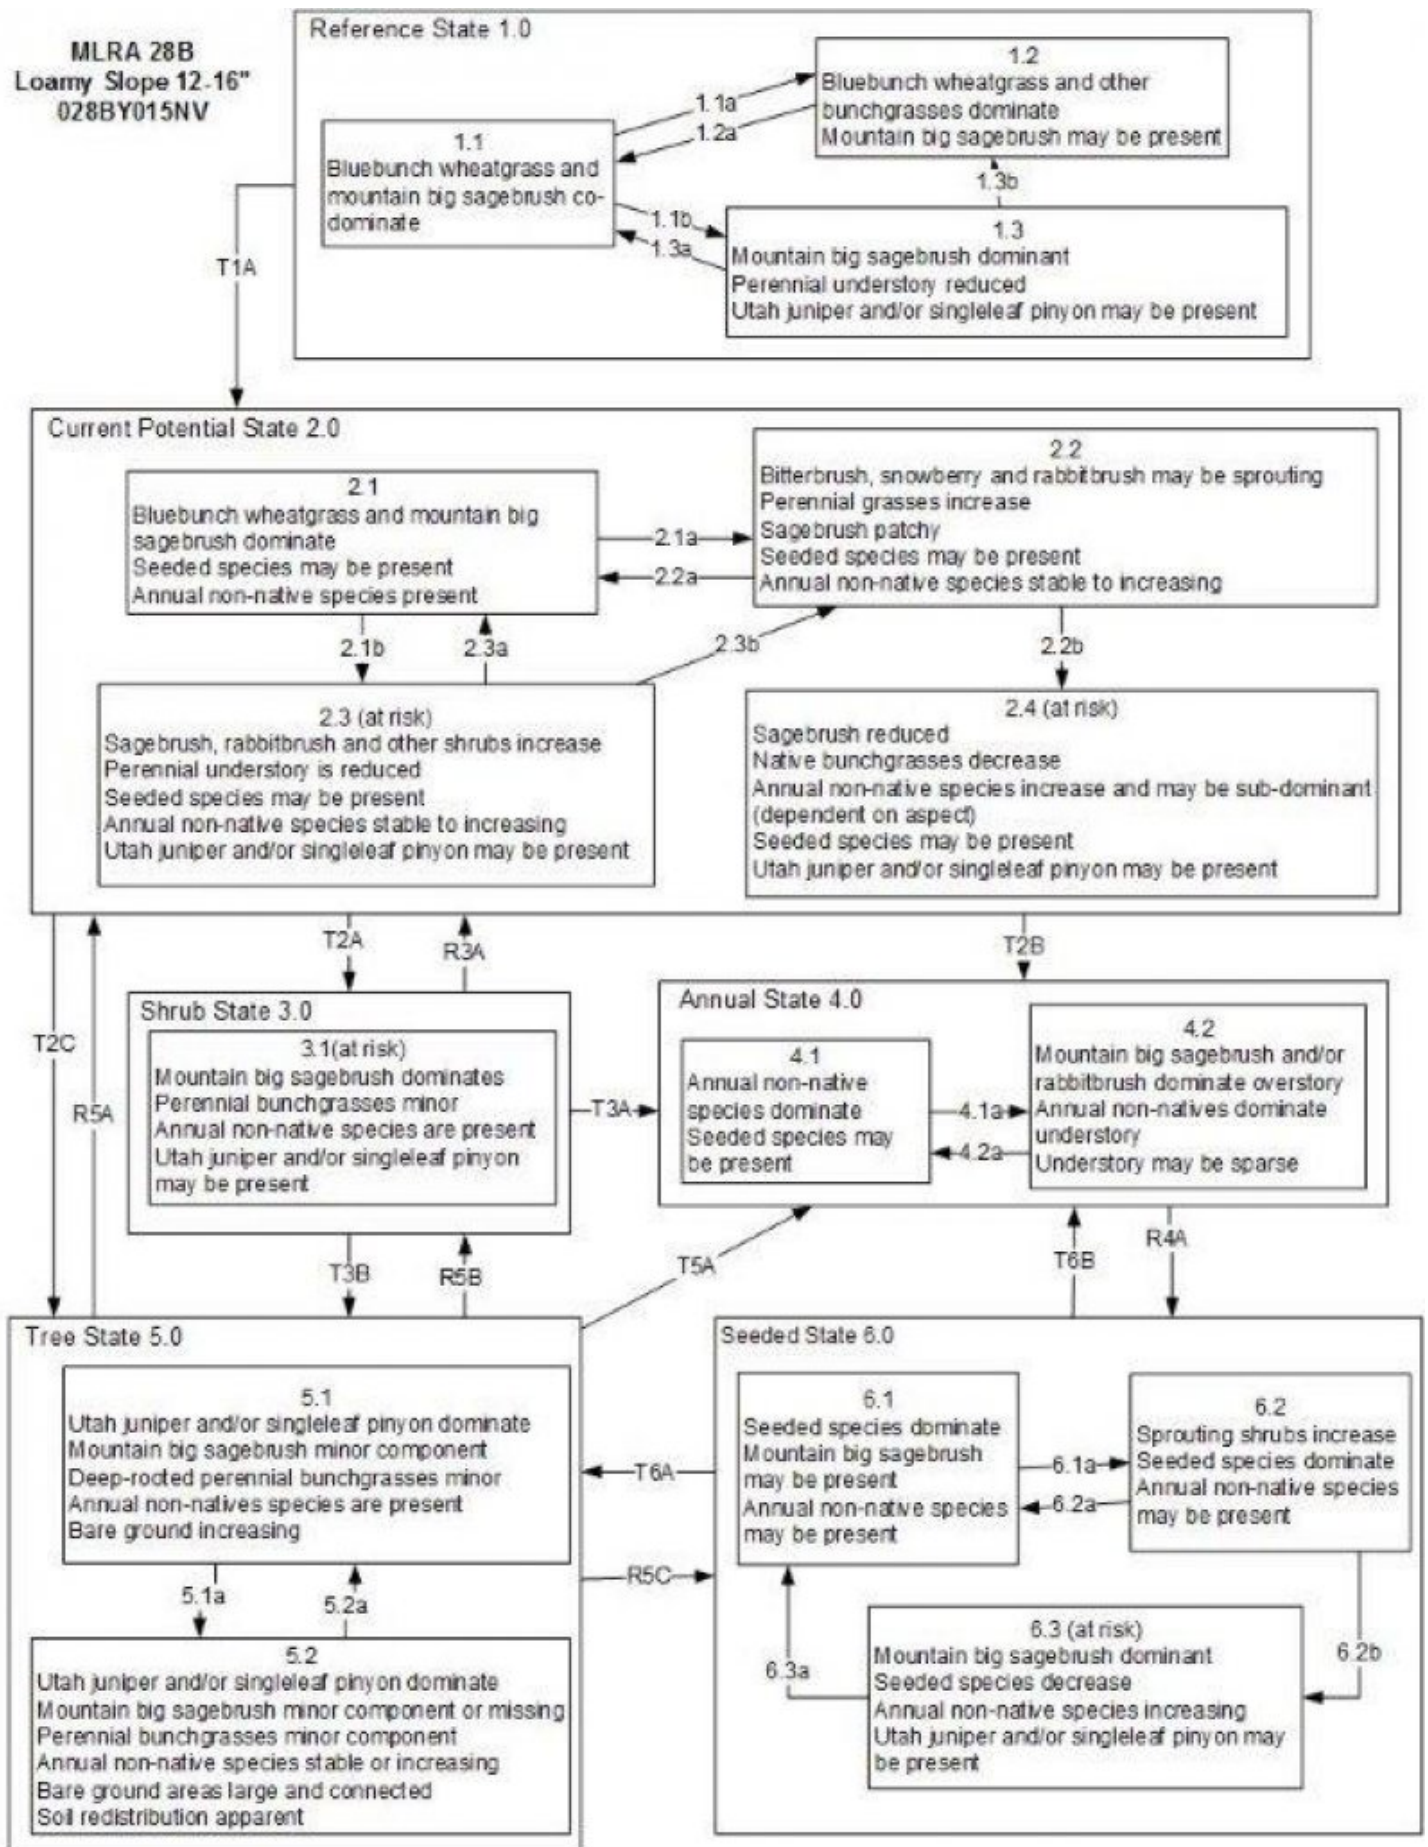 MLRA 28B
Loamy Slope 12-16"
028BY015NV
Reference State 1.0
1.1
Bluebunch wheatgrass and
mountain big sagebrush co-
dominate
1.1a
1.2a
1.2
Bluebunch wheatgrass and other
bunchgrasses dominate
Mountain big sagebrush may be present
1.3b
1.1b
1.3a
1.3
Mountain big sagebrush dominant
Perennial understory reduced
Utah juniper and/or singleleaf pinyon may be present
T1A
Current Potential State 2.0
2.1
Bluebunch wheatgrass and mountain big
sagebrush dominate
Seeded species may be present
Annual non-native species present
2.1a
2.2a
2.2
Bitterbrush, snowberry and rabbitbrush may be sprouting
Perennial grasses increase
Sagebrush patchy
Seeded species may be present
Annual non-native species stable to increasing
2.1b
2.3a
2.3b
2.2b
2.3 (at risk)
Sagebrush, rabbitbrush and other shrubs increase
Perennial understory is reduced
Seeded species may be present
Annual non-native species stable to increasing
Utah juniper and/or singleleaf pinyon may be present
2.4 (at risk)
Sagebrush reduced
Native bunchgrasses decrease
Annual non-native species increase and may be sub-dominant
(dependent on aspect)
Seeded species may be present
Utah juniper and/or singleleaf pinyon may be present
T2C
R5A
T2A
R3A
T2B
Shrub State 3.0
3.1(at risk)
Mountain big sagebrush dominates
Perennial bunchgrasses minor
Annual non-native species are present
Utah juniper and/or singleleaf pinyon
may be present
T3A
Annual State 4.0
4.1
Annual non-native
species dominate
Seeded species may
be present
4.1a
4.2a
4.2
Mountain big sagebrush and/or
rabbitbrush dominate overstory
Annual non-natives dominate
understory
Understory may be sparse
T3B
R5B
T5A
T6B
R4A
Tree State 5.0
5.1
Utah juniper and/or singleleaf pinyon dominate
Mountain big sagebrush minor component
Deep-rooted perennial bunchgrasses minor
Annual non-natives species are present
Bare ground increasing
5.1a
5.2a
5.2
Utah juniper and/or singleleaf pinyon dominate
Mountain big sagebrush minor component or missing
Perennial bunchgrasses minor component
Annual non-native species stable or increasing
Bare ground areas large and connected
Soil redistribution apparent
T6A
R5C
Seeded State 6.0
6.1
Seeded species dominate
Mountain big sagebrush
may be present
Annual non-native species
may be present
6.1a
6.2a
6.2
Sprouting shrubs increase
Seeded species dominate
Annual non-native species
may be present
6.3a
6.2b
6.3 (at risk)
Mountain big sagebrush dominant
Seeded species decrease
Annual non-native species increasing
Utah juniper and/or singleleaf pinyon may
be present